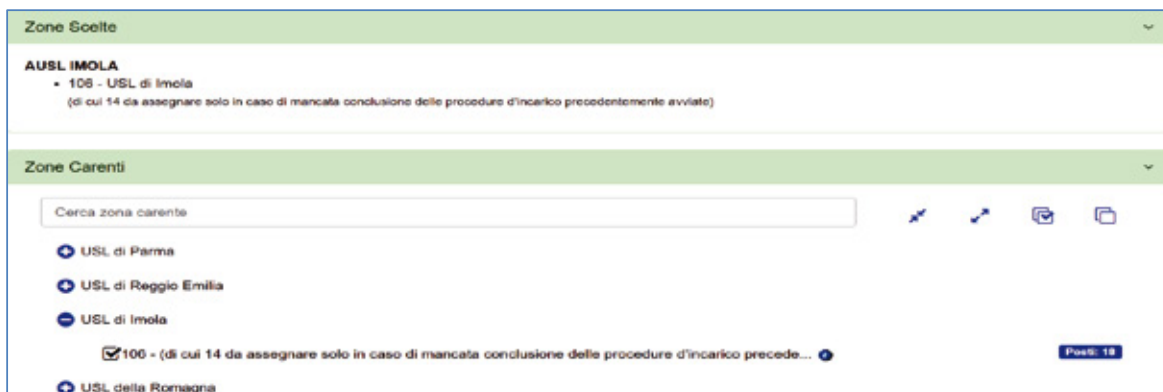 Zone Scelte
AUSL IMOLA
• 106 - USL di Imola
(di cui 14 da assegnare solo in caso di mancata conclusione delle procedure d'incarico precedentemente avviate)
Zone Carenti
Cerca zona carente
USL di Parma
USL di Reggio Emilia
USL di Imola
106 - (di cui 14 da assegnare solo in caso di mancata conclusione delle procedure d'incarico precede...
Posti: 18
USL della Romagna